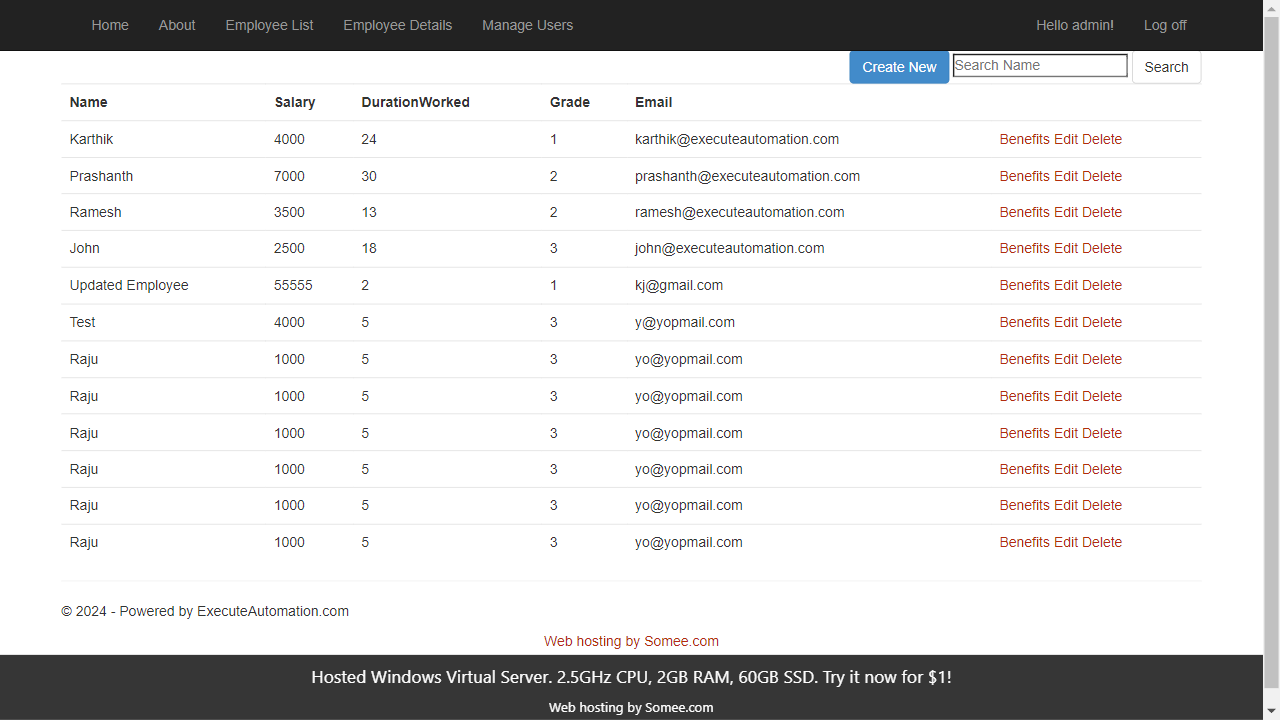 Home About Employee List Employee Details Manage Users Hello admin! Log off
Create New Search Name Search
Name Salary DurationWorked Grade Email
Karthik 4000 24 1 karthik@executeautomation.com Benefits Edit Delete
Prashanth 7000 30 2 prashanth@executeautomation.com Benefits Edit Delete
Ramesh 3500 13 2 ramesh@executeautomation.com Benefits Edit Delete
John 2500 18 3 john@executeautomation.com Benefits Edit Delete
Updated Employee 55555 2 1 kj@gmail.com Benefits Edit Delete
Test 4000 5 3 y@yopmail.com Benefits Edit Delete
Raju 1000 5 3 yo@yopmail.com Benefits Edit Delete
Raju 1000 5 3 yo@yopmail.com Benefits Edit Delete
Raju 1000 5 3 yo@yopmail.com Benefits Edit Delete
Raju 1000 5 3 yo@yopmail.com Benefits Edit Delete
Raju 1000 5 3 yo@yopmail.com Benefits Edit Delete
Raju 1000 5 3 yo@yopmail.com Benefits Edit Delete
© 2024 - Powered by ExecuteAutomation.com
Web hosting by Somee.com
Hosted Windows Virtual Server. 2.5GHz CPU, 2GB RAM, 60GB SSD. Try it now for $1!
Web hosting by Somee.com